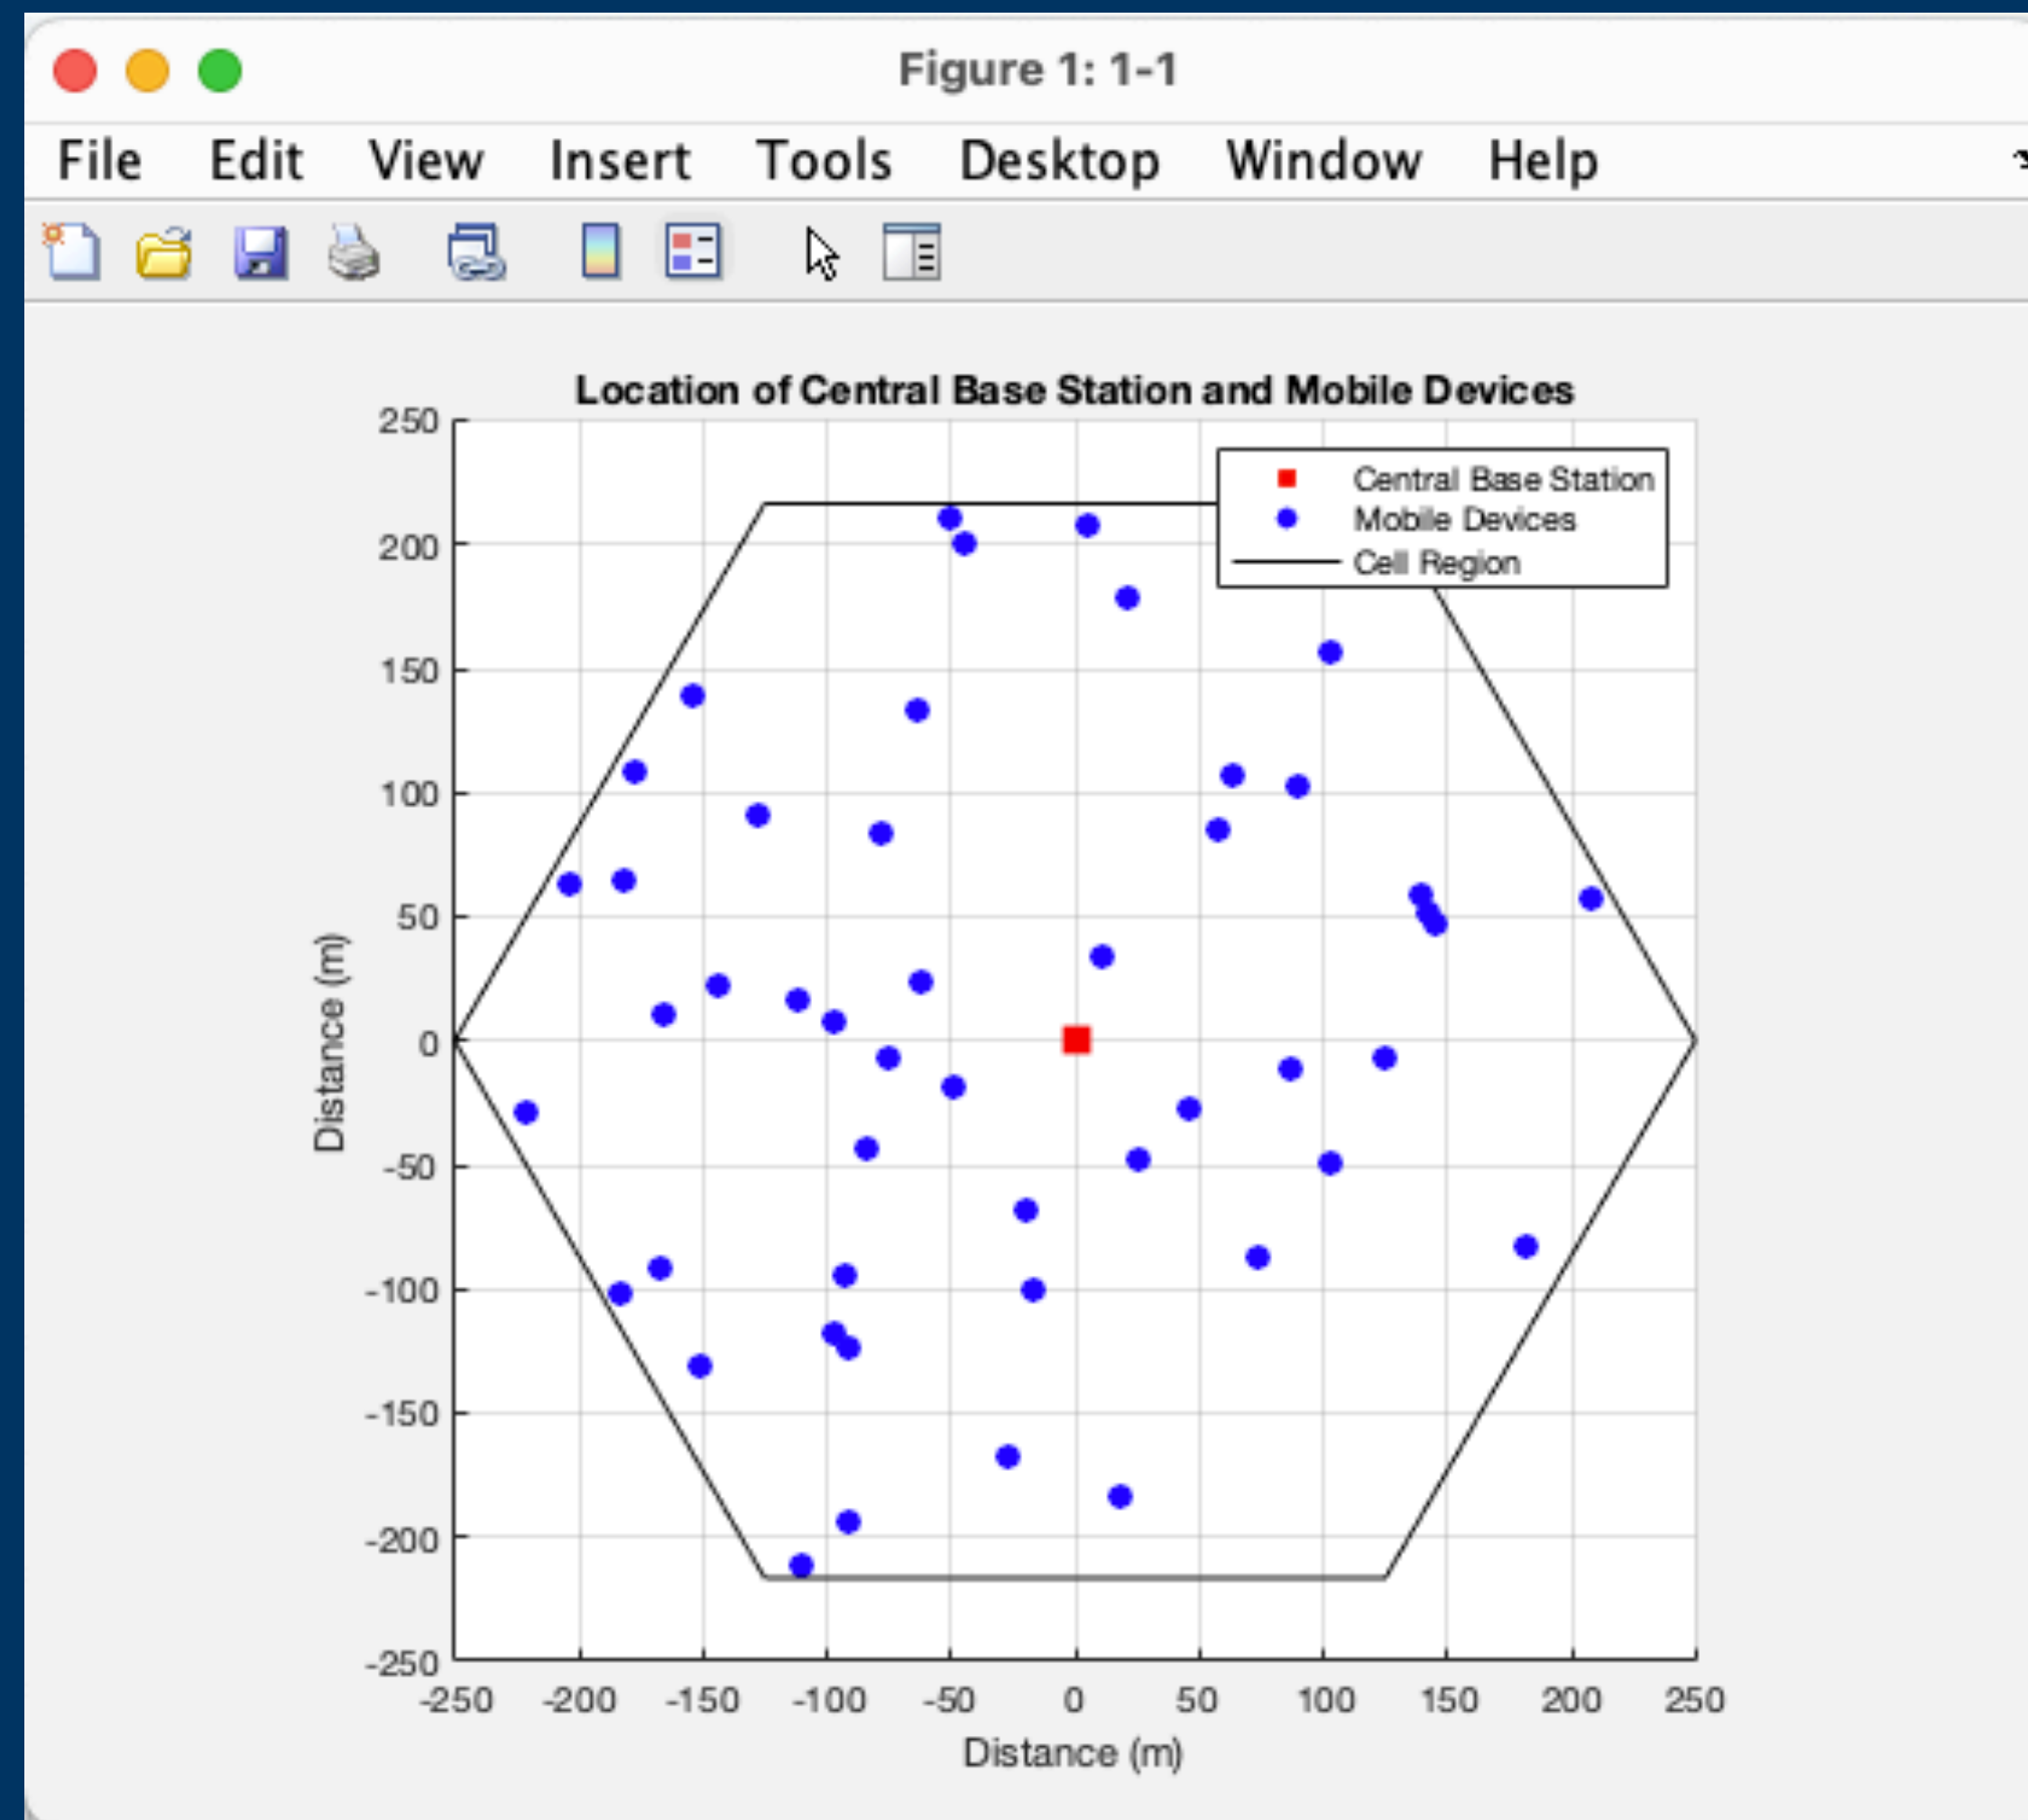 Figure 1: 1-1
File Edit View Insert Tools Desktop Window Help
Location of Central Base Station and Mobile Devices
Central Base Station
Mobile Devices
Cell Region
250
200
150
100
50
0
-50
-100
-150
-200
-250
Distance (m)
-250 -200 -150 -100 -50 0 50 100 150 200 250
Distance (m)